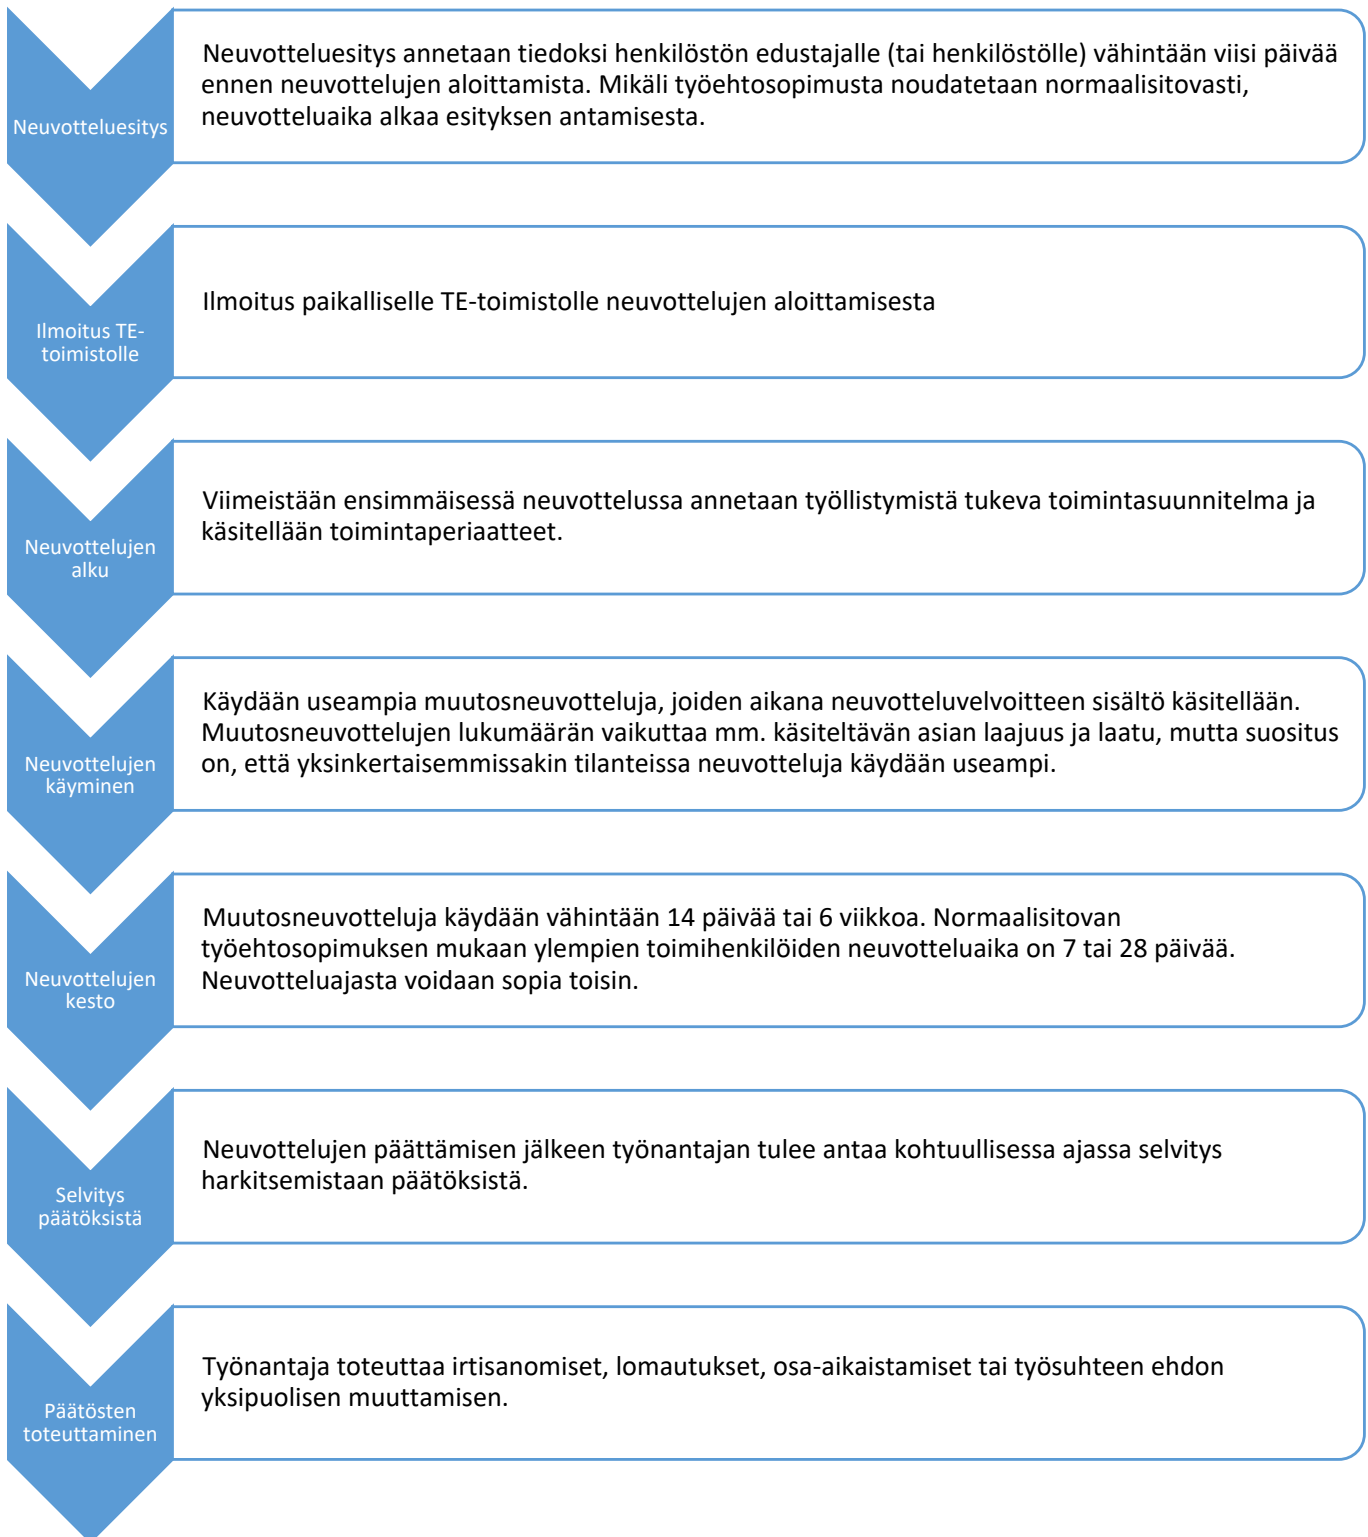 Neuvotteluesitys
Neuvotteluesitys annetaan tiedoksi henkilöstön edustajalle (tai henkilöstölle) vähintään viisi päivää
ennen neuvottelujen aloittamista. Mikäli työehtosopimusta noudatetaan normaalisitovasti,
neuvotteluaika alkaa esityksen antamisesta.
Ilmoitus TE-
toimistolle
Ilmoitus paikalliselle TE-toimistolle neuvottelujen aloittamisesta
Neuvottelujen
alku
Viimeistään ensimmäisessä neuvottelussa annetaan työllistymistä tukeva toimintasuunnitelma ja
käsitellään toimintaperiaatteet.
Neuvottelujen
käyminen
Käydään useampia muutosneuvotteluja, joiden aikana neuvotteluvelvoitteen sisältö käsitellään.
Muutosneuvottelujen lukumäärän vaikuttaa mm. käsiteltävän asian laajuus ja laatu, mutta suositus
on, että yksinkertaisemmissakin tilanteissa neuvotteluja käydään useampi.
Neuvottelujen
kesto
Muutosneuvotteluja käydään vähintään 14 päivää tai 6 viikkoa. Normaalisitovan
työehtosopimuksen mukaan ylempien toimihenkilöiden neuvotteluaika on 7 tai 28 päivää.
Neuvotteluajasta voidaan sopia toisin.
Selvitys
päätöksistä
Neuvottelujen päättämisen jälkeen työnantajan tulee antaa kohtuullisessa ajassa selvitys
harkitsemistaan päätöksistä.
Päätösten
toteuttaminen
Työnantaja toteuttaa irtisanomiset, lomautukset, osa-aikaistamiset tai työsuhteen ehdon
yksipuolisen muuttamisen.